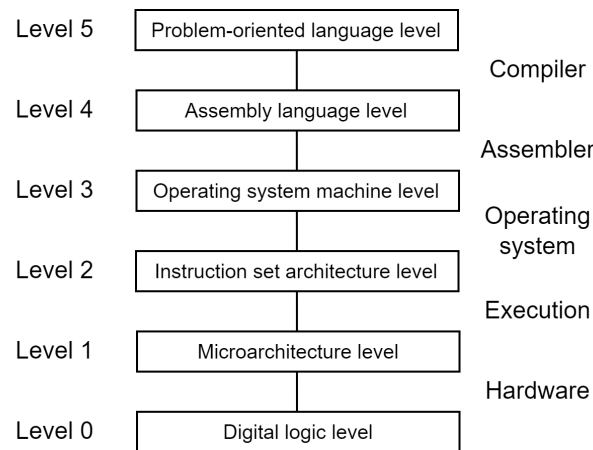 Level 5 Problem-oriented language level
Compiler
Level 4 Assembly language level
Assembler
Level 3 Operating system machine level
Operating
system
Level 2 Instruction set architecture level
Execution
Level 1 Microarchitecture level
Hardware
Level 0 Digital logic level